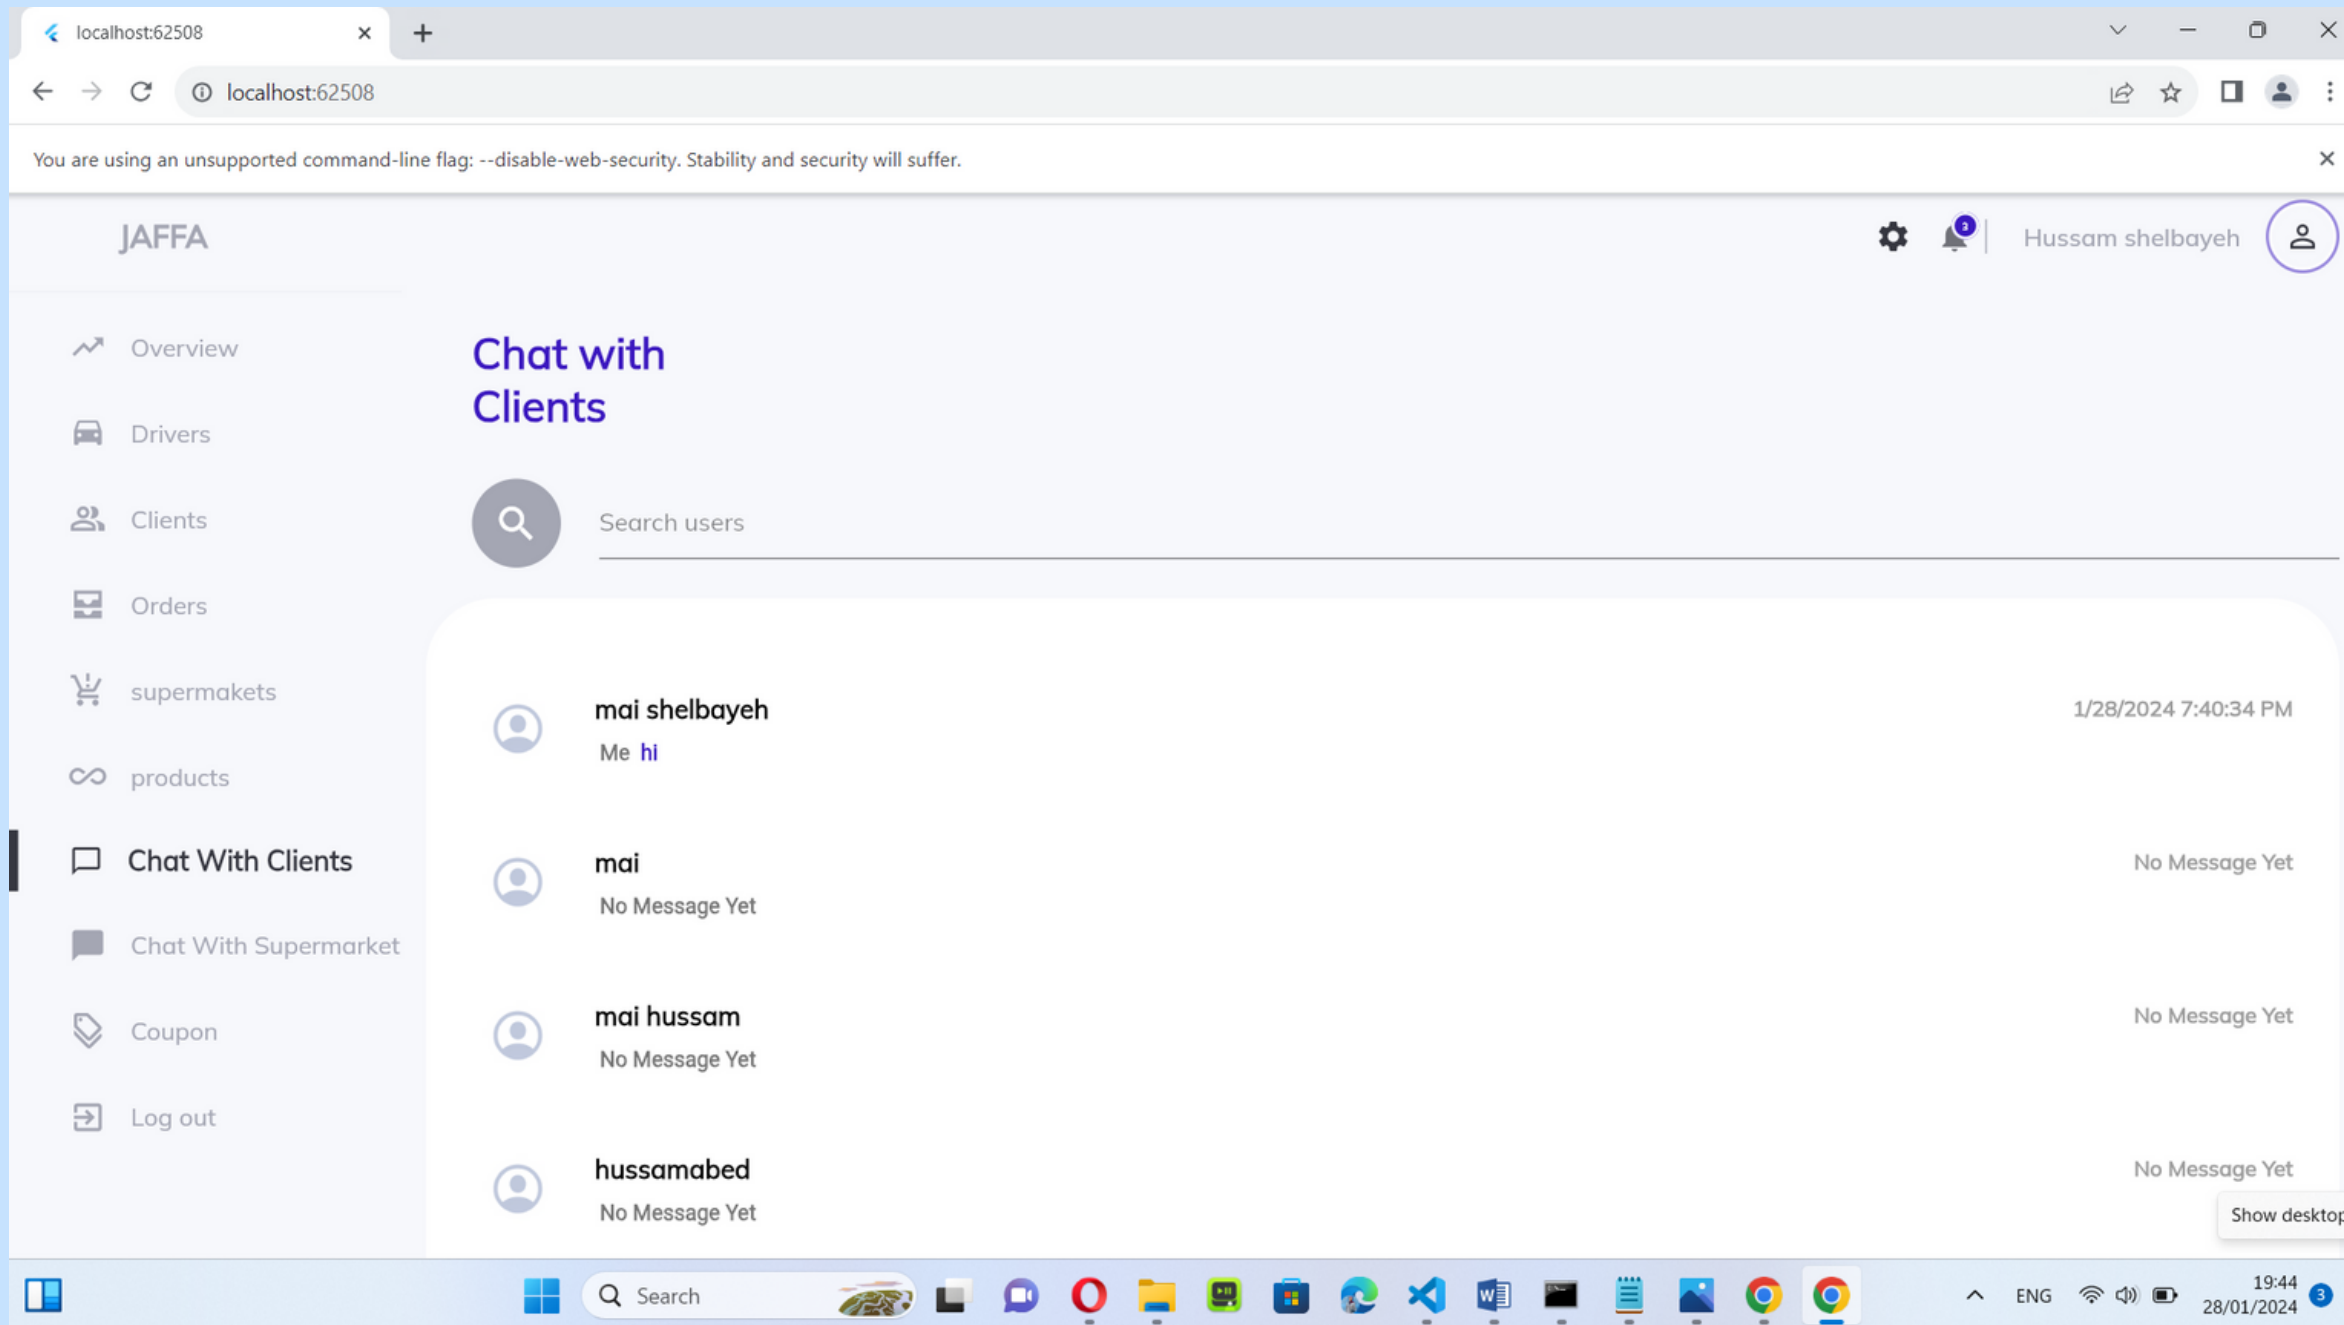 localhost:62508
localhost:62508
You are using an unsupported command-line flag: --disable-web-security. Stability and security will suffer.
JAFFA
3
Hussam shelbayeh
Overview
Drivers
Clients
Orders
supermakets
products
Chat With Clients
Chat With Supermarket
Coupon
Log out
Chat with
Clients
Search users
mai shelbayeh
1/28/2024 7:40:34 PM
Me hi
mai
No Message Yet
No Message Yet
mai hussam
No Message Yet
No Message Yet
hussamabed
No Message Yet
No Message Yet
Show desktop
Search
ENG
19:44
28/01/2024
3